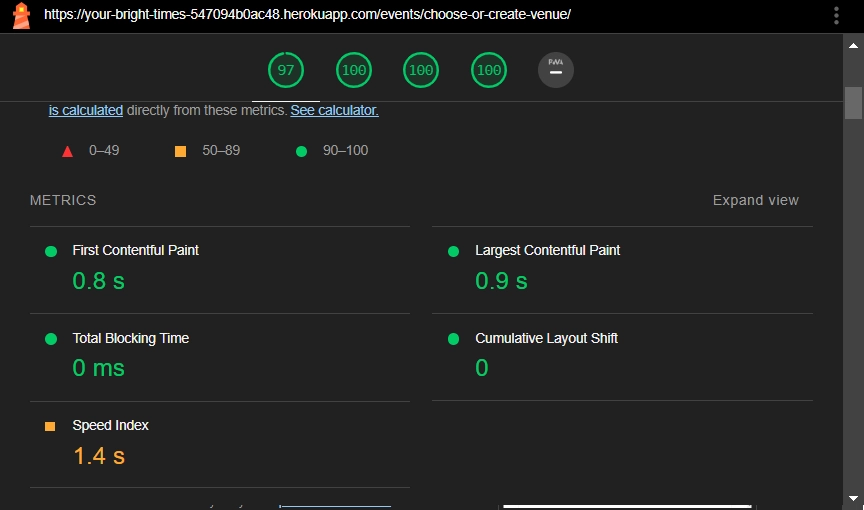 https://your-bright-times-547094b0ac48.herokuapp.com/events/choose-or-create-venue/
97 100 100 100 PWA
is calculated directly from these metrics. See calculator.
0–49 50–89 90–100
METRICS Expand view
First Contentful Paint
0.8 s
Largest Contentful Paint
0.9 s
Total Blocking Time
0 ms
Cumulative Layout Shift
0
Speed Index
1.4 s